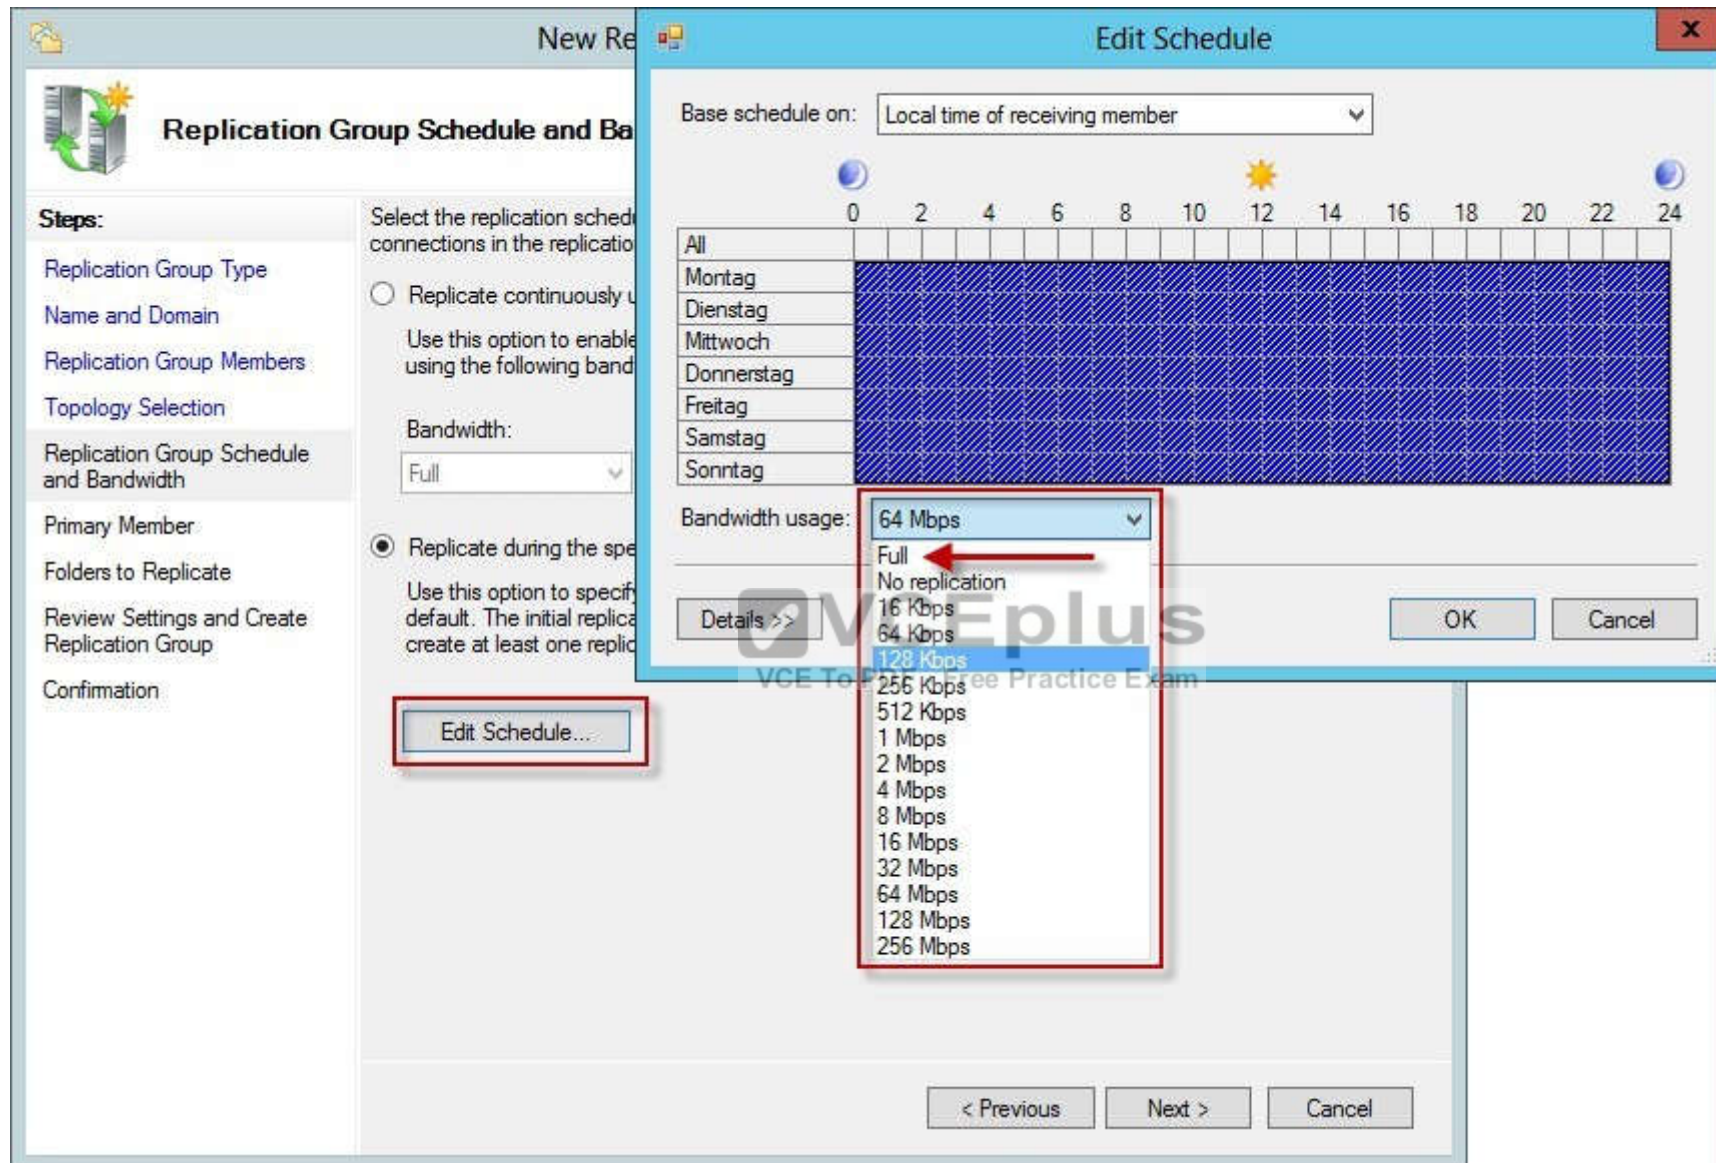 New Re
Replication Group Schedule and Ba
Steps:
Replication Group Type
Name and Domain
Replication Group Members
Topology Selection
Replication Group Schedule
and Bandwidth
Primary Member
Folders to Replicate
Review Settings and Create
Replication Group
Confirmation
Select the replication schedu
connections in the replicatio
Replicate continuously u
Use this option to enable
using the following band
Bandwidth:
Full
Replicate during the spe
Use this option to specify
default. The initial replica
create at least one replic
Edit Schedule...
< Previous
Next >
Cancel
Edit Schedule
x
Base schedule on:
Local time of receiving member
0 2 4 6 8 10 12 14 16 18 20 22 24
All
Montag
Dienstag
Mittwoch
Donnerstag
Freitag
Samstag
Sonntag
Bandwidth usage:
64 Mbps
Full
No replication
16 Kbps
64 Kbps
128 Kbps
256 Kbps
512 Kbps
1 Mbps
2 Mbps
4 Mbps
8 Mbps
16 Mbps
32 Mbps
64 Mbps
128 Mbps
256 Mbps
Details >>
OK
Cancel
VCEplus
VCE To PDF - Free Practice Exam